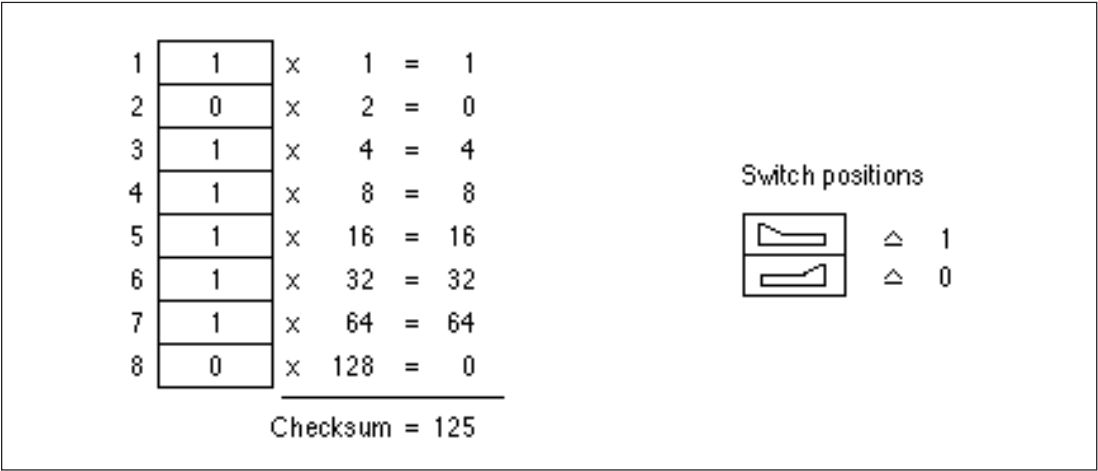 1 1 x 1 = 1
2 0 x 2 = 0
3 1 x 4 = 4
4 1 x 8 = 8
5 1 x 16 = 16
6 1 x 32 = 32
7 1 x 64 = 64
8 0 x 128 = 0
Checksum = 125
Switch positions
≙ 1
≙ 0